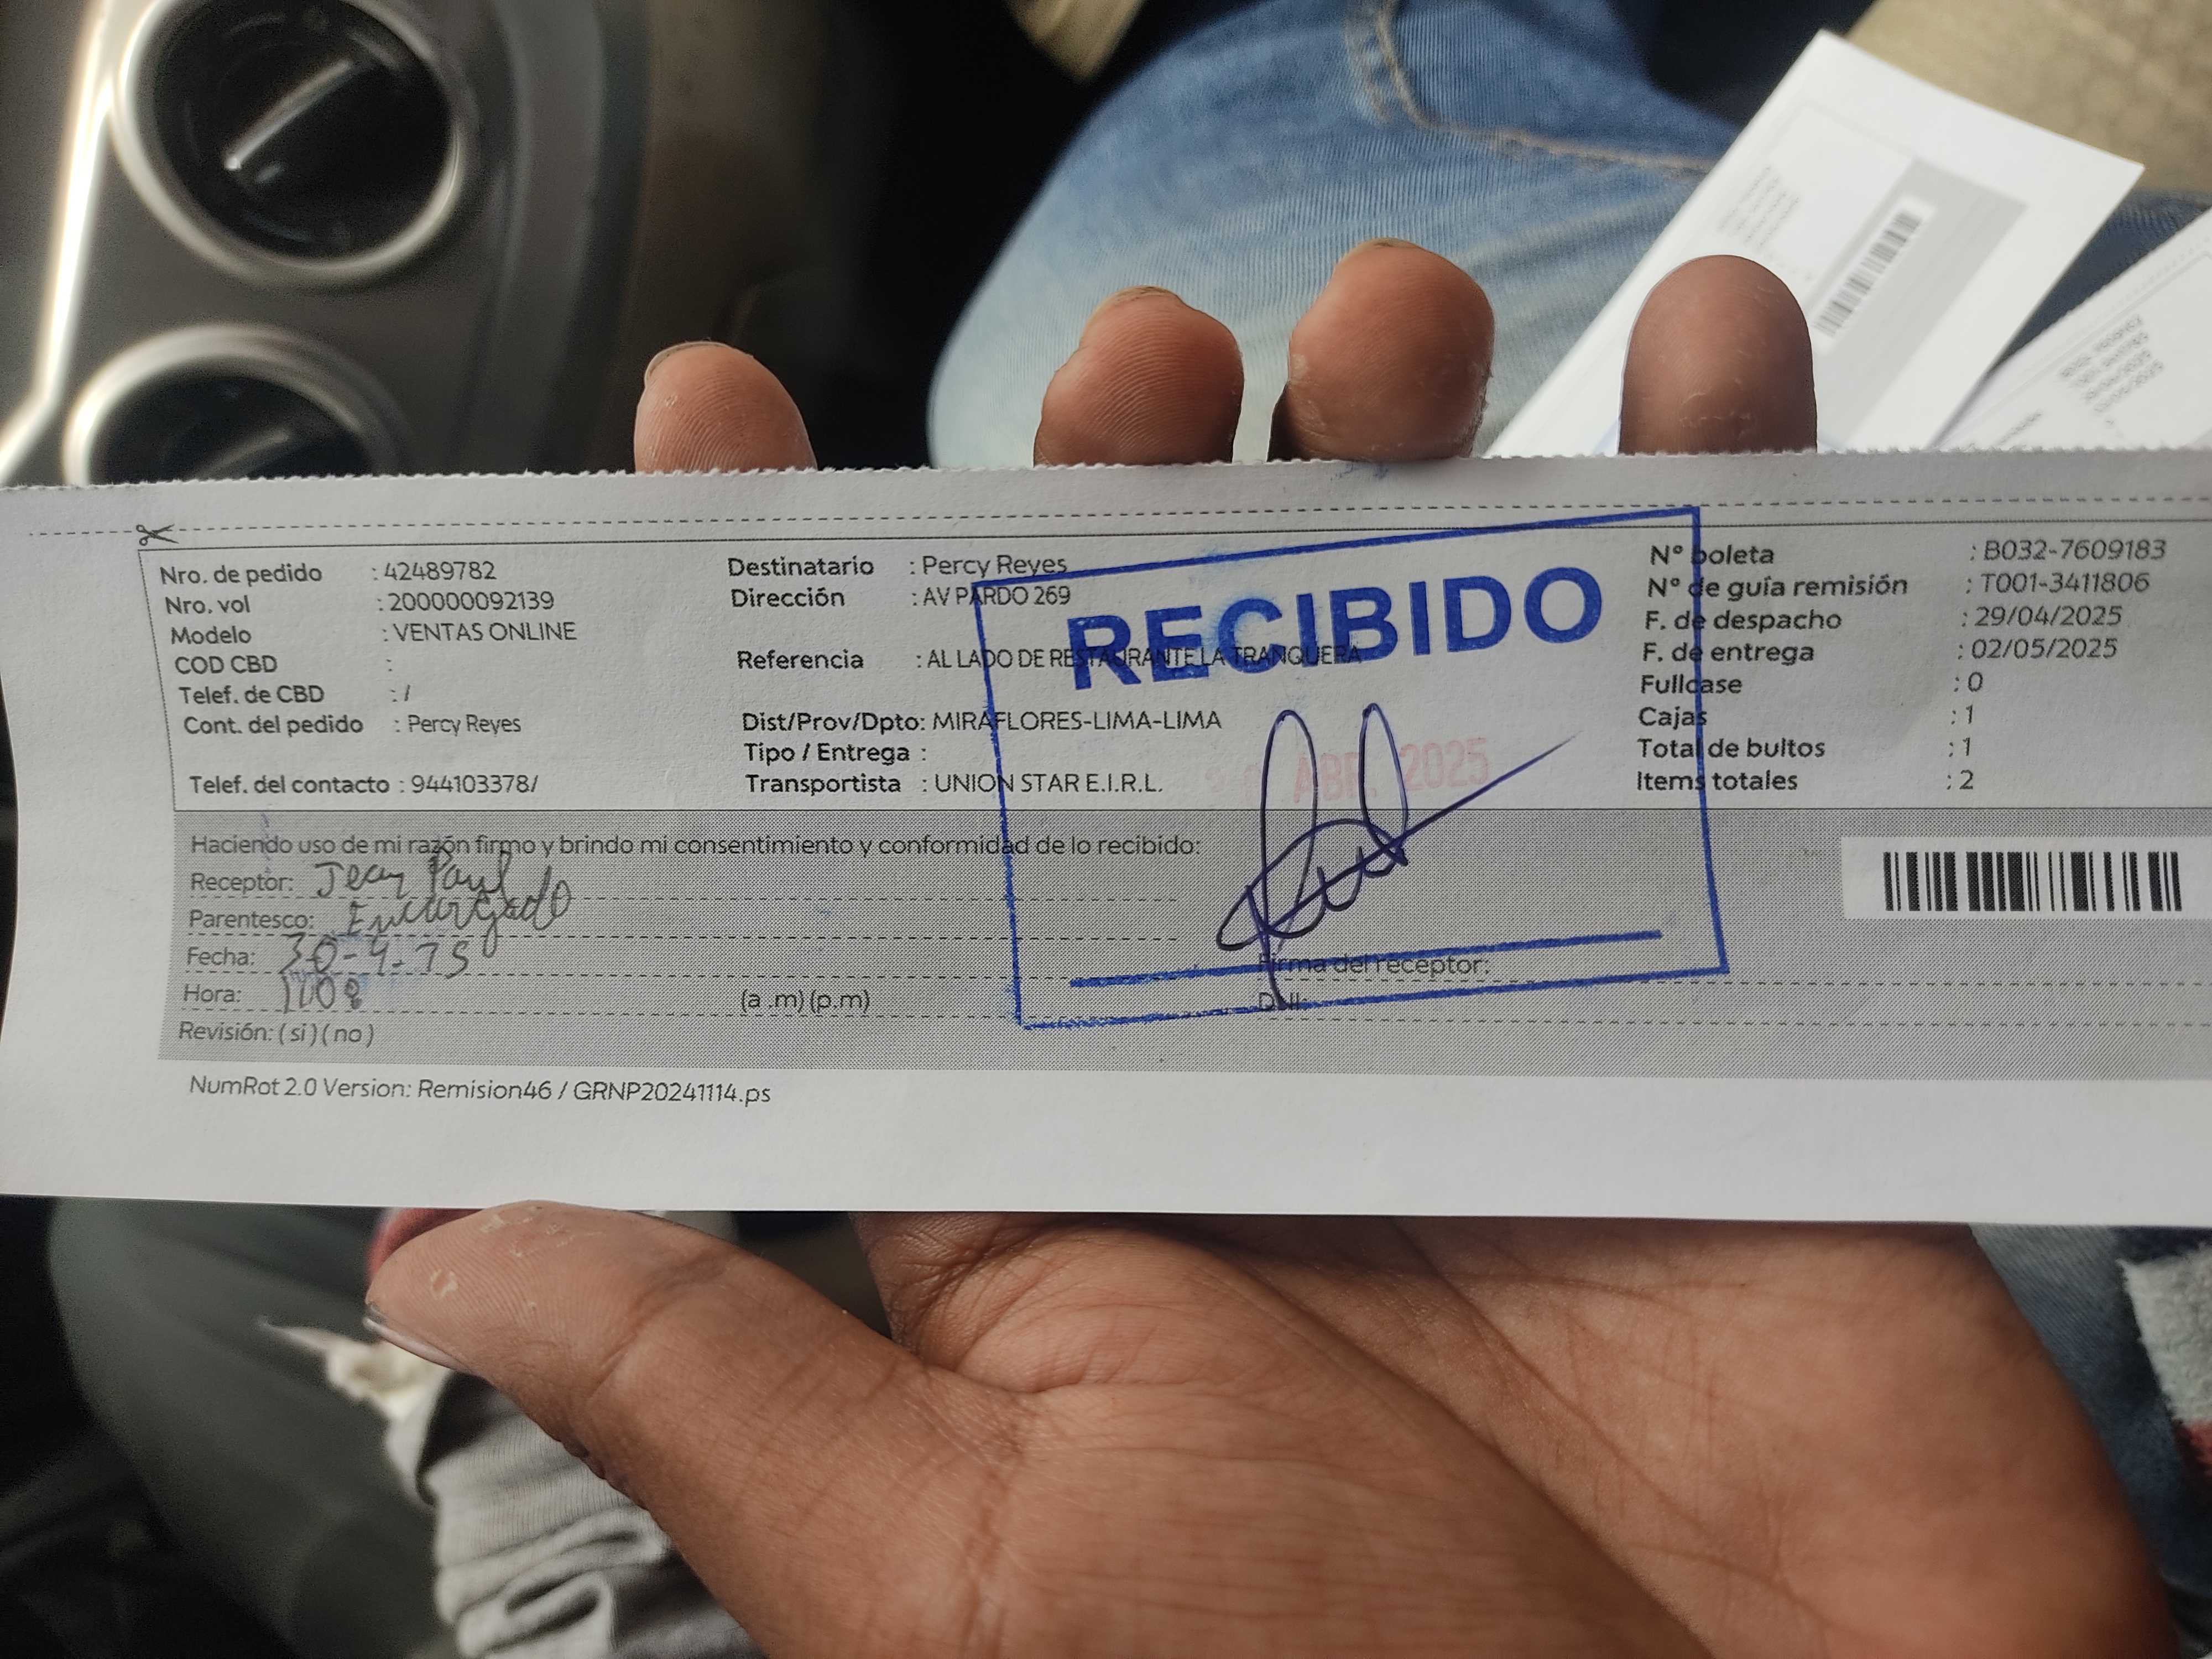 Nro. de pedido : 42489782
Nro. vol : 200000092139
Modelo : VENTAS ONLINE
COD CBD :
Telef. de CBD : /
Cont. del pedido : Percy Reyes
Telef. del contacto : 944103378/
Destinatario : Percy Reyes
Dirección : AV PARDO 269
Referencia : AL LADO DE RESTAURANTE LA TRANQUERA
Dist/Prov/Dpto: MIRAFLORES-LIMA-LIMA
Tipo / Entrega :
Transportista : UNION STAR E.I.R.L.
RECIBIDO
30 ABR. 2025
N° boleta : B032-7609183
N° de guía remisión : T001-3411806
F. de despacho : 29/04/2025
F. de entrega : 02/05/2025
Fullcase : 0
Cajas : 1
Total de bultos : 1
Items totales : 2
Haciendo uso de mi razón firmo y brindo mi consentimiento y conformidad de lo recibido:
Receptor: Jean Paul
Parentesco: Encargado
Fecha:
Hora: (a .m) (p.m)
Revisión: ( si ) ( no )
Firma del receptor:
DNI:
NumRot 2.0 Version: Remision46 / GRNP20241114.ps